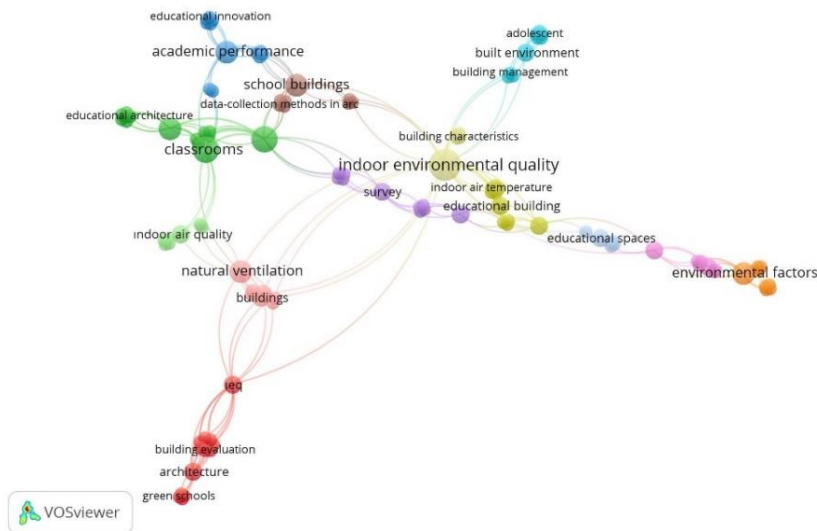 educational innovation
adolescent
academic performance
built environment
building management
school buildings
data-collection methods in arc
educational architecture
building characteristics
classrooms
indoor environmental quality
survey
indoor air temperature
educational building
indoor air quality
educational spaces
natural ventilation
environmental factors
buildings
ieq
building evaluation
architecture
green schools
VOSviewer